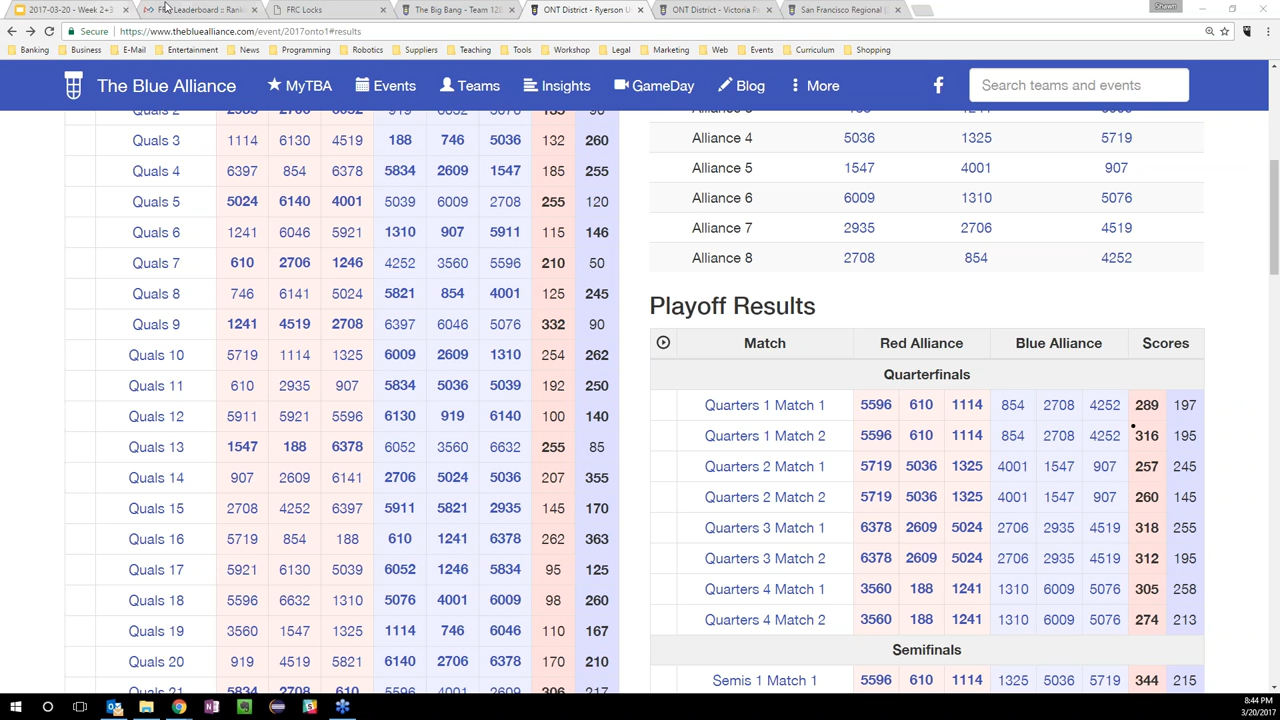 2017-03-20 - Week 2+3
FRC Leaderboard :: Rank
FRC Locks
The Big Bang - Team 128
ONT District - Ryerson U
ONT District - Victoria P
San Francisco Regional (
Shawn
Secure https://www.thebluealliance.com/event/2017onto1#results
Banking Business E-Mail Entertainment News Programming Robotics Suppliers Teaching Tools Workshop Legal Marketing Web Events Curriculum Shopping
The Blue Alliance MyTBA Events Teams Insights GameDay Blog More Search teams and events
Quals 2
Quals 3 1114 6130 4519 188 746 5036 132 260
Quals 4 6397 854 6378 5834 2609 1547 185 255
Quals 5 5024 6140 4001 5039 6009 2708 255 120
Quals 6 1241 6046 5921 1310 907 5911 115 146
Quals 7 610 2706 1246 4252 3560 5596 210 50
Quals 8 746 6141 5024 5821 854 4001 125 245
Quals 9 1241 4519 2708 6397 6046 5076 332 90
Quals 10 5719 1114 1325 6009 2609 1310 254 262
Quals 11 610 2935 907 5834 5036 5039 192 250
Quals 12 5911 5921 5596 6130 919 6140 100 140
Quals 13 1547 188 6378 6052 3560 6632 255 85
Quals 14 907 2609 6141 2706 5024 5036 207 355
Quals 15 2708 4252 6397 5911 5821 2935 145 170
Quals 16 5719 854 188 610 1241 6378 262 363
Quals 17 5921 6130 5039 6052 1246 5834 95 125
Quals 18 5596 6632 1310 5076 4001 6009 98 260
Quals 19 3560 1547 1325 1114 746 6046 110 167
Quals 20 919 4519 5821 6140 2706 6378 170 210
Quals 21 5834 2708 610 5596 4001 2609 306 217
Alliance 4 5036 1325 5719
Alliance 5 1547 4001 907
Alliance 6 6009 1310 5076
Alliance 7 2935 2706 4519
Alliance 8 2708 854 4252
Playoff Results
Match Red Alliance Blue Alliance Scores
Quarterfinals
Quarters 1 Match 1 5596 610 1114 854 2708 4252 289 197
Quarters 1 Match 2 5596 610 1114 854 2708 4252 316 195
Quarters 2 Match 1 5719 5036 1325 4001 1547 907 257 245
Quarters 2 Match 2 5719 5036 1325 4001 1547 907 260 145
Quarters 3 Match 1 6378 2609 5024 2706 2935 4519 318 255
Quarters 3 Match 2 6378 2609 5024 2706 2935 4519 312 195
Quarters 4 Match 1 3560 188 1241 1310 6009 5076 305 258
Quarters 4 Match 2 3560 188 1241 1310 6009 5076 274 213
Semifinals
Semis 1 Match 1 5596 610 1114 1325 5036 5719 344 215
8:44 PM
3/20/2017